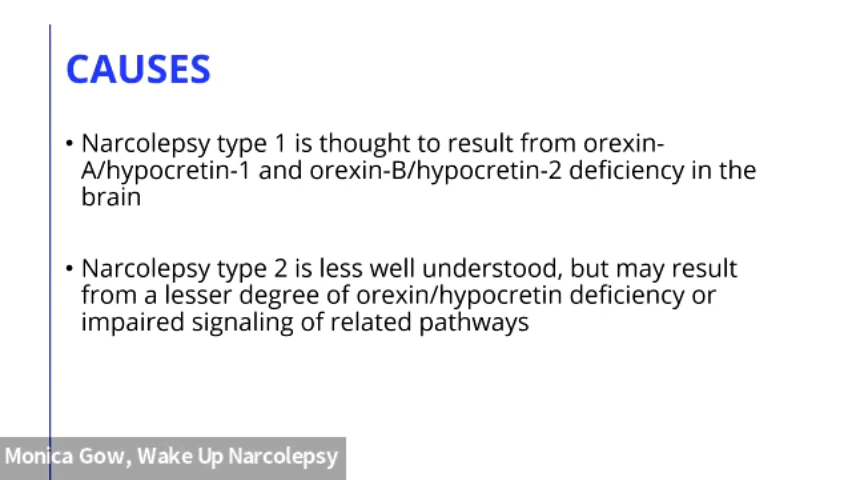 CAUSES
• Narcolepsy type 1 is thought to result from orexin-
A/hypocretin-1 and orexin-B/hypocretin-2 deficiency in the
brain
• Narcolepsy type 2 is less well understood, but may result
from a lesser degree of orexin/hypocretin deficiency or
impaired signaling of related pathways
Monica Gow, Wake Up Narcolepsy